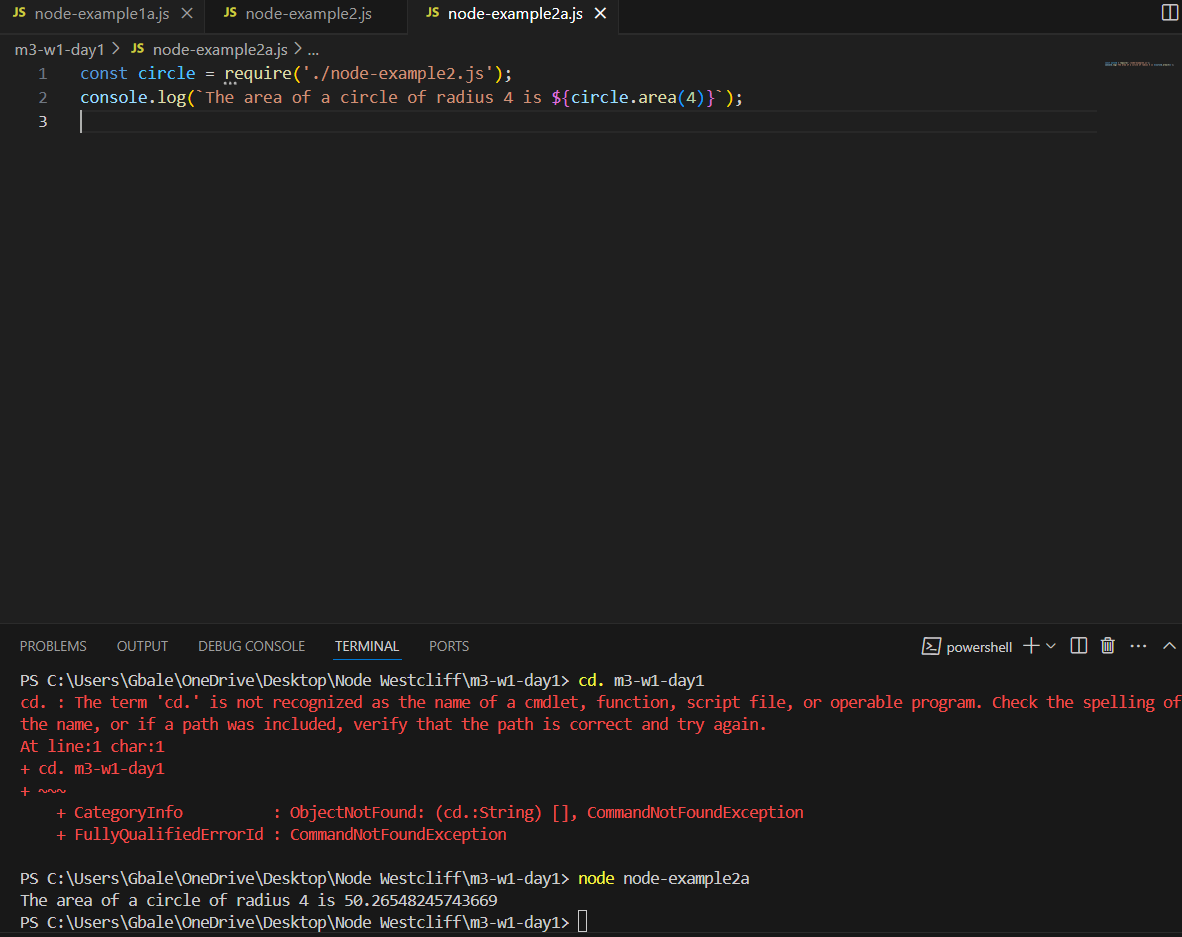 JS node-example1a.js
JS node-example2.js
JS node-example2a.js
m3-w1-day1 > JS node-example2a.js > ...
1 const circle = require('./node-example2.js');
2 console.log(`The area of a circle of radius 4 is ${circle.area(4)}`);
3
PROBLEMS OUTPUT DEBUG CONSOLE TERMINAL PORTS powershell
PS C:\Users\Gbale\OneDrive\Desktop\Node Westcliff\m3-w1-day1> cd. m3-w1-day1
cd. : The term 'cd.' is not recognized as the name of a cmdlet, function, script file, or operable program. Check the spelling of
the name, or if a path was included, verify that the path is correct and try again.
At line:1 char:1
+ cd. m3-w1-day1
+ ~~~
    + CategoryInfo          : ObjectNotFound: (cd.:String) [], CommandNotFoundException
    + FullyQualifiedErrorId : CommandNotFoundException
PS C:\Users\Gbale\OneDrive\Desktop\Node Westcliff\m3-w1-day1> node node-example2a
The area of a circle of radius 4 is 50.26548245743669
PS C:\Users\Gbale\OneDrive\Desktop\Node Westcliff\m3-w1-day1>